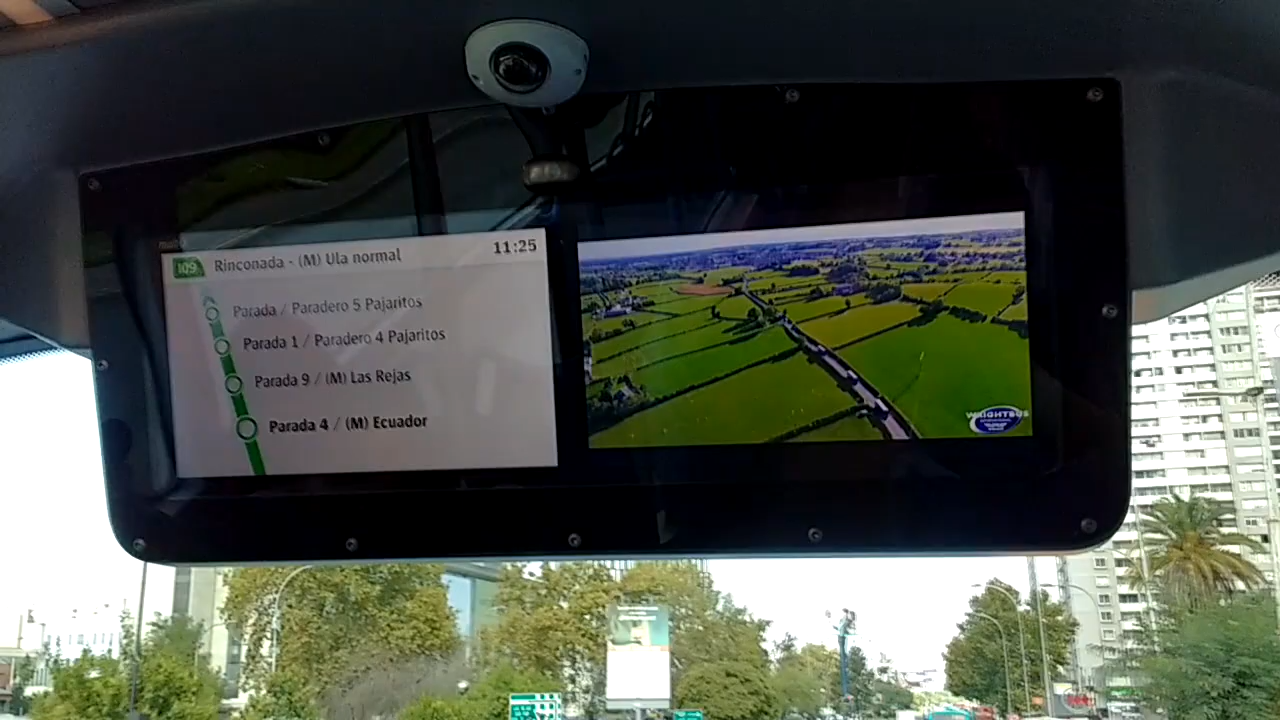 109 Rinconada - (M) Ula normal 11:25
Parada / Paradero 5 Pajaritos
Parada 1 / Paradero 4 Pajaritos
Parada 9 / (M) Las Rejas
Parada 4 / (M) Ecuador
WRIGHTBUS